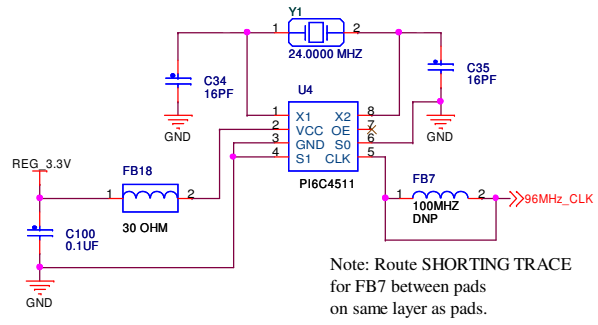 Y1
1 2
24.0000 MHZ
C34
16PF
GND
C35
16PF
GND
U4
1 X1 X2 8
2 VCC OE 7
3 GND S0 6
4 S1 CLK 5
PI6C4511
REG_3.3V
FB18
1 2
30 OHM
C100
0.1UF
GND
FB7
1 2
100MHZ
DNP
96MHz_CLK
Note: Route SHORTING TRACE
for FB7 between pads
on same layer as pads.